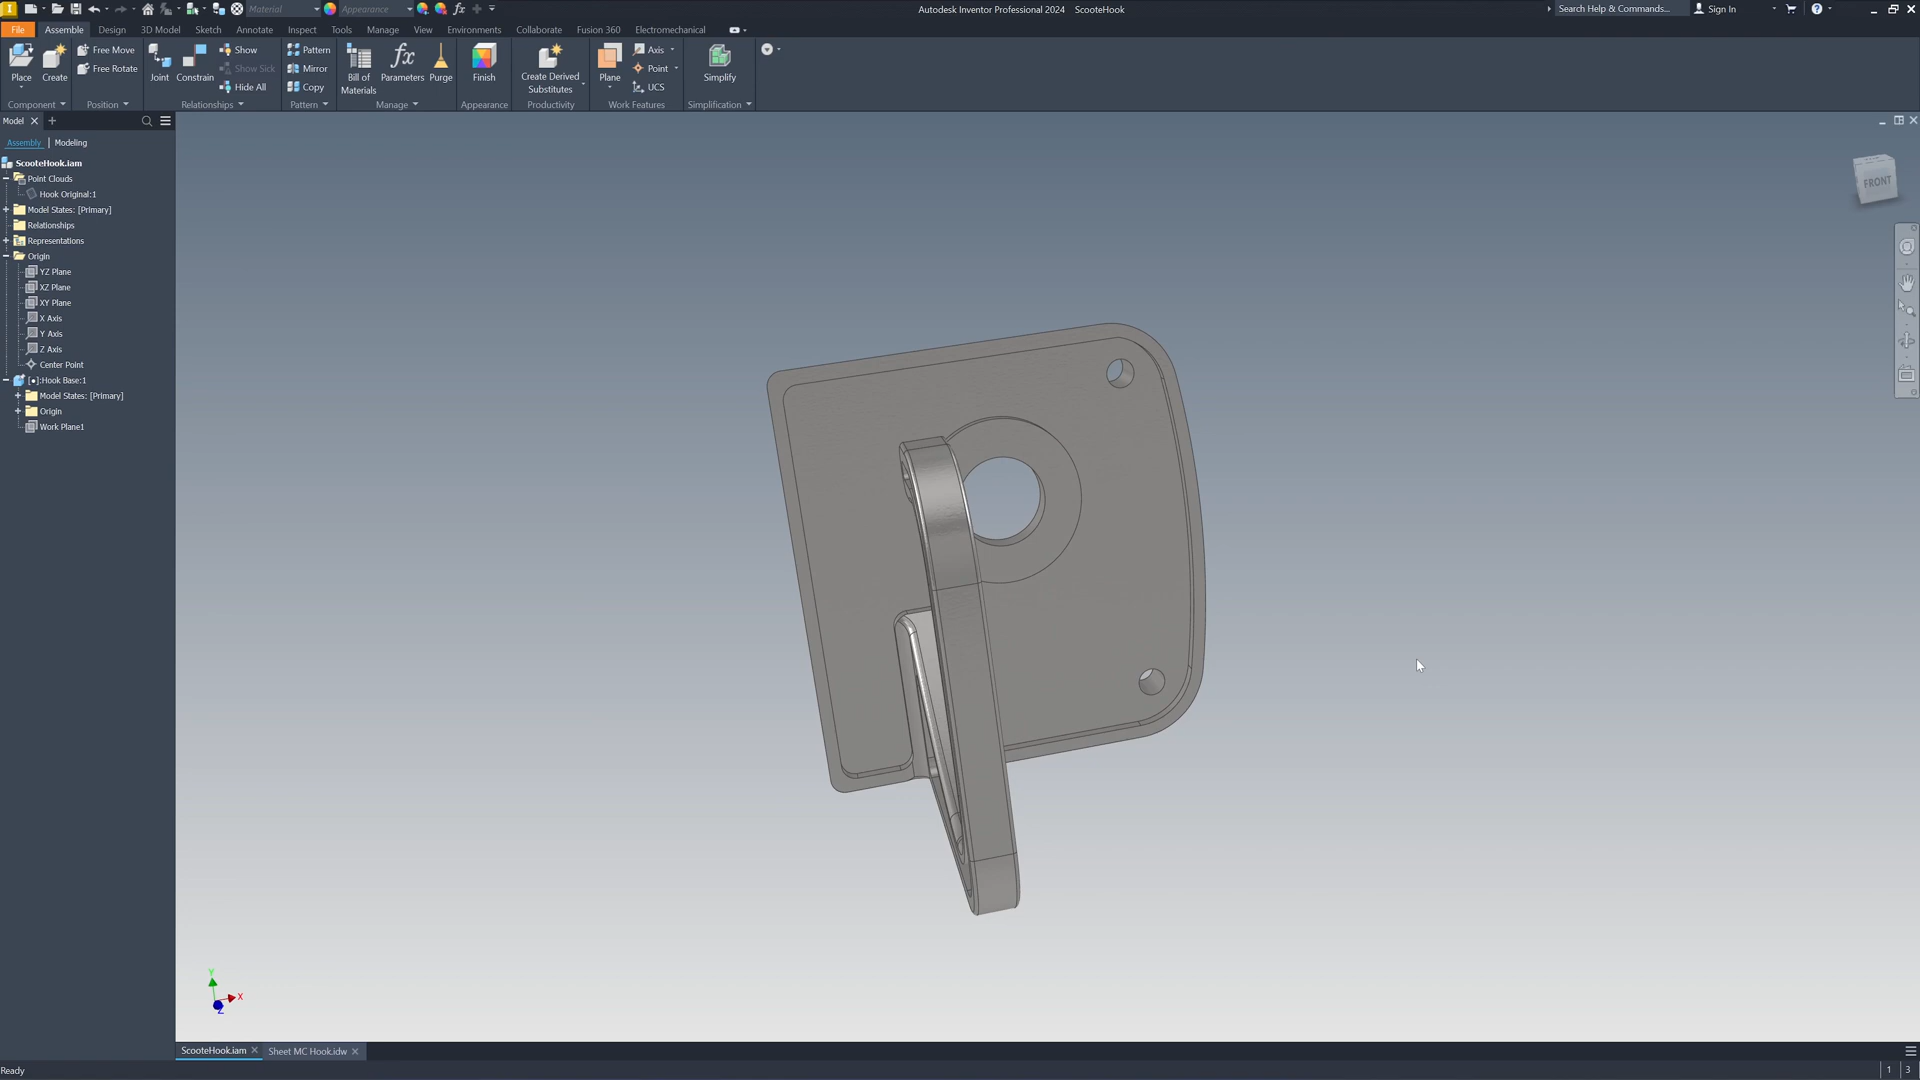 Material
Appearance
Autodesk Inventor Professional 2024 ScooteHook
Search Help & Commands...
Sign In
File Assemble Design 3D Model Sketch Annotate Inspect Tools Manage View Environments Collaborate Fusion 360 Electromechanical
Place
Create
Component
Free Move
Free Rotate
Position
Joint
Constrain
Show
Show Sick
Hide All
Relationships
Pattern
Mirror
Copy
Pattern
Bill of
Materials
Parameters
Purge
Manage
Finish
Appearance
Create Derived
Substitutes
Productivity
Plane
Axis
Point
UCS
Work Features
Simplify
Simplification
Model
Assembly | Modeling
ScooteHook.iam
Point Clouds
Hook Original:1
Model States: [Primary]
Relationships
Representations
Origin
YZ Plane
XZ Plane
XY Plane
X Axis
Y Axis
Z Axis
Center Point
[●]:Hook Base:1
Model States: [Primary]
Origin
Work Plane1
FRONT
Y
X
Z
ScooteHook.iam
Sheet MC Hook.idw
Ready
1 3